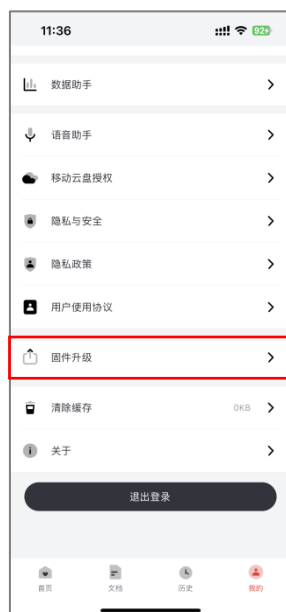 11:36
92
数据助手
语音助手
移动云盘授权
隐私与安全
隐私政策
用户使用协议
固件升级
清除缓存 0KB
关于
退出登录
首页 文档 历史 我的